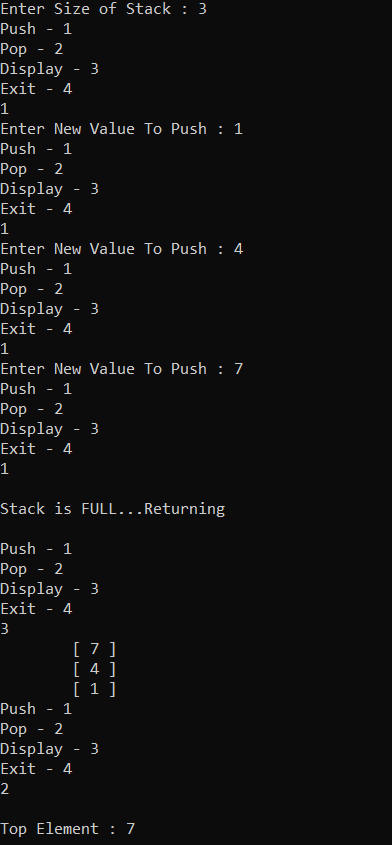 Enter Size of Stack : 3
Push - 1
Pop - 2
Display - 3
Exit - 4
1
Enter New Value To Push : 1
Push - 1
Pop - 2
Display - 3
Exit - 4
1
Enter New Value To Push : 4
Push - 1
Pop - 2
Display - 3
Exit - 4
1
Enter New Value To Push : 7
Push - 1
Pop - 2
Display - 3
Exit - 4
1
Stack is FULL...Returning
Push - 1
Pop - 2
Display - 3
Exit - 4
3
[ 7 ]
[ 4 ]
[ 1 ]
Push - 1
Pop - 2
Display - 3
Exit - 4
2
Top Element : 7